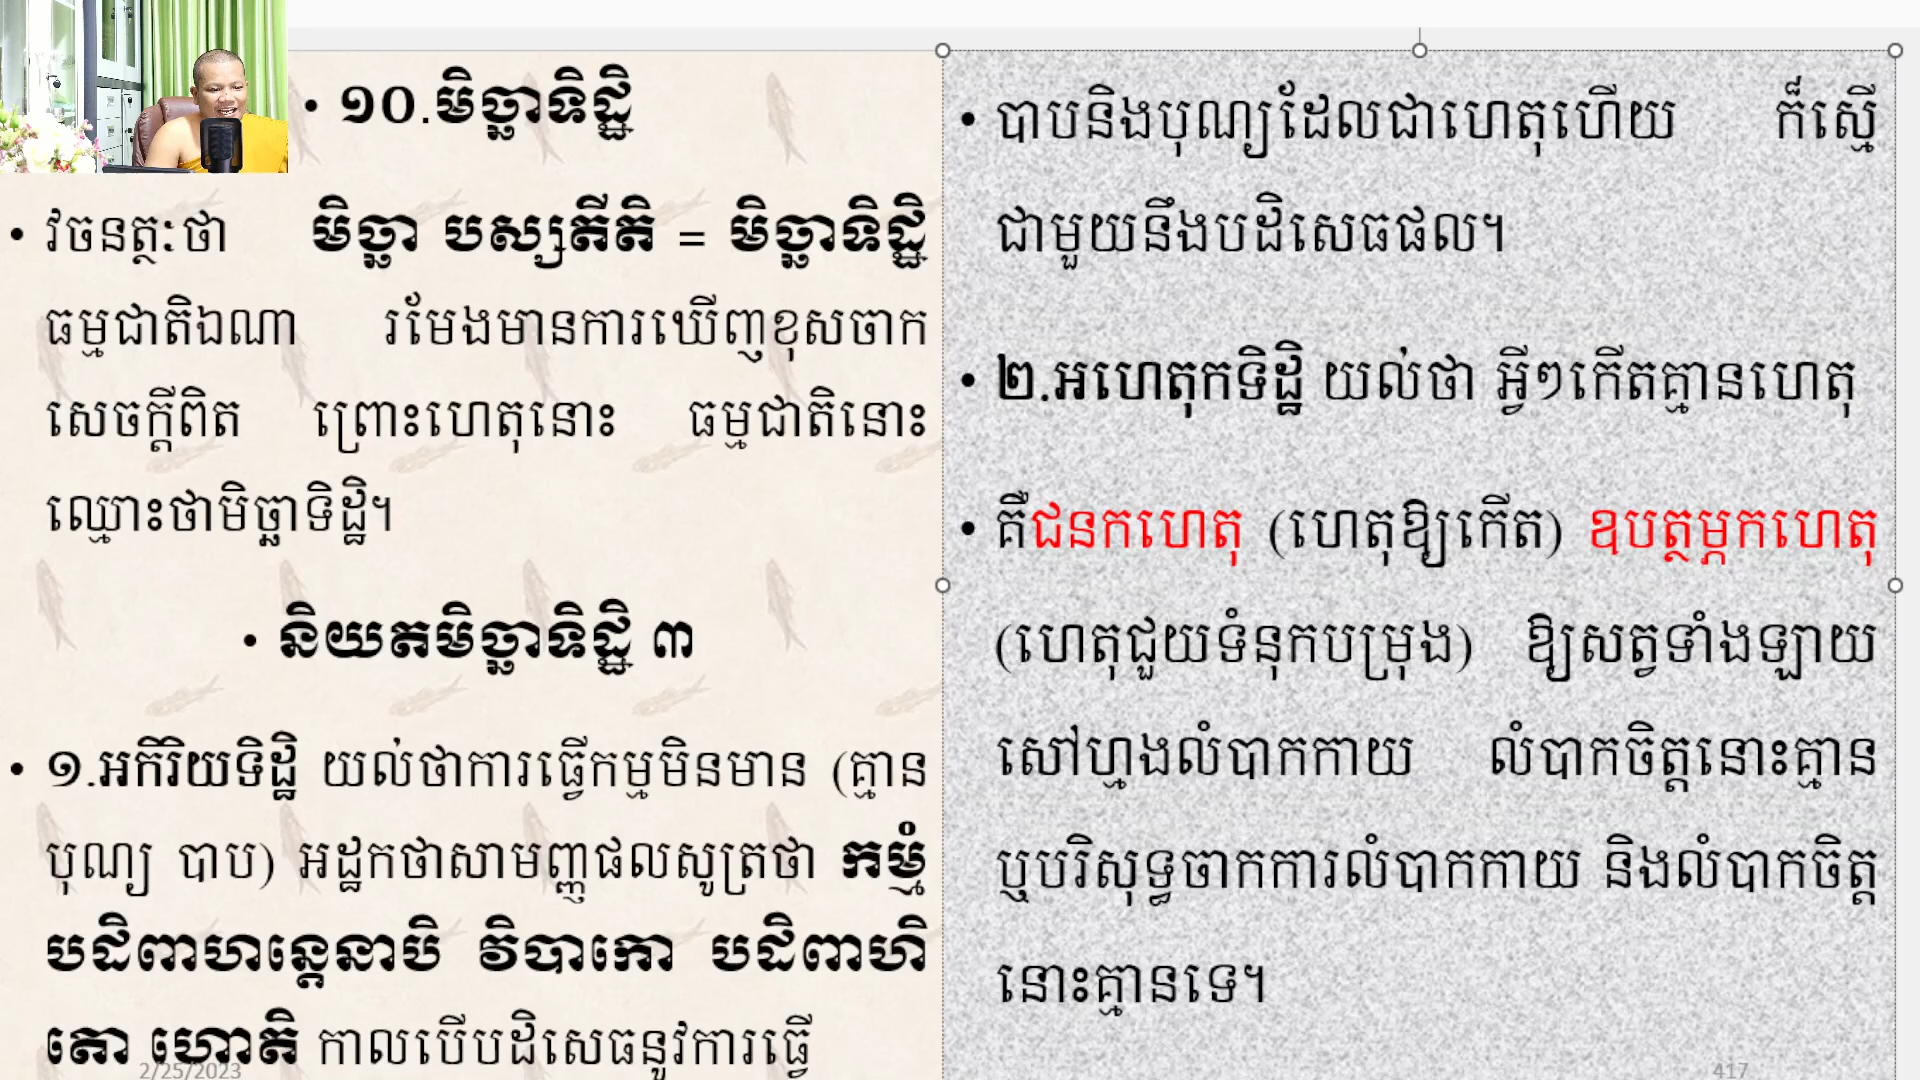 • ១០.មិច្ឆាទិដ្ឋិ
• វចនត្ថៈថា មិច្ឆា បស្សតីតិ = មិច្ឆាទិដ្ឋិ
ធម្មជាតិឯណា រមែងមានការឃើញខុសចាក
សេចក្តីពិត ព្រោះហេតុនោះ ធម្មជាតិនោះ
ឈ្មោះថាមិច្ឆាទិដ្ឋិ។
• និយតមិច្ឆាទិដ្ឋិ ៣
• ១.អកិរិយទិដ្ឋិ យល់ថាការធ្វើកម្មមិនមាន (គ្មាន
បុណ្យ បាប) អដ្ឋកថាសាមញ្ញផលសូត្រថា កម្មំ
បដិពាហន្តេនាបិ វិបាកោ បដិពាហិ
តោ ហោតិ កាលបើបដិសេធនូវការធ្វើ
2/25/2023
• បាបនិងបុណ្យដែលជាហេតុហើយ ក៏ស្មើ
ជាមួយនឹងបដិសេធផល។
• ២.អហេតុកទិដ្ឋិ យល់ថា អ្វីៗកើតគ្មានហេតុ
• គឺជនកហេតុ (ហេតុឱ្យកើត) ឧបត្ថម្ភកហេតុ
(ហេតុជួយទំនុកបម្រុង) ឱ្យសត្វទាំងឡាយ
សៅហ្មងលំបាកកាយ លំបាកចិត្តនោះគ្មាន
ឬបរិសុទ្ធចាកការលំបាកកាយ និងលំបាកចិត្ត
នោះគ្មានទេ។
417